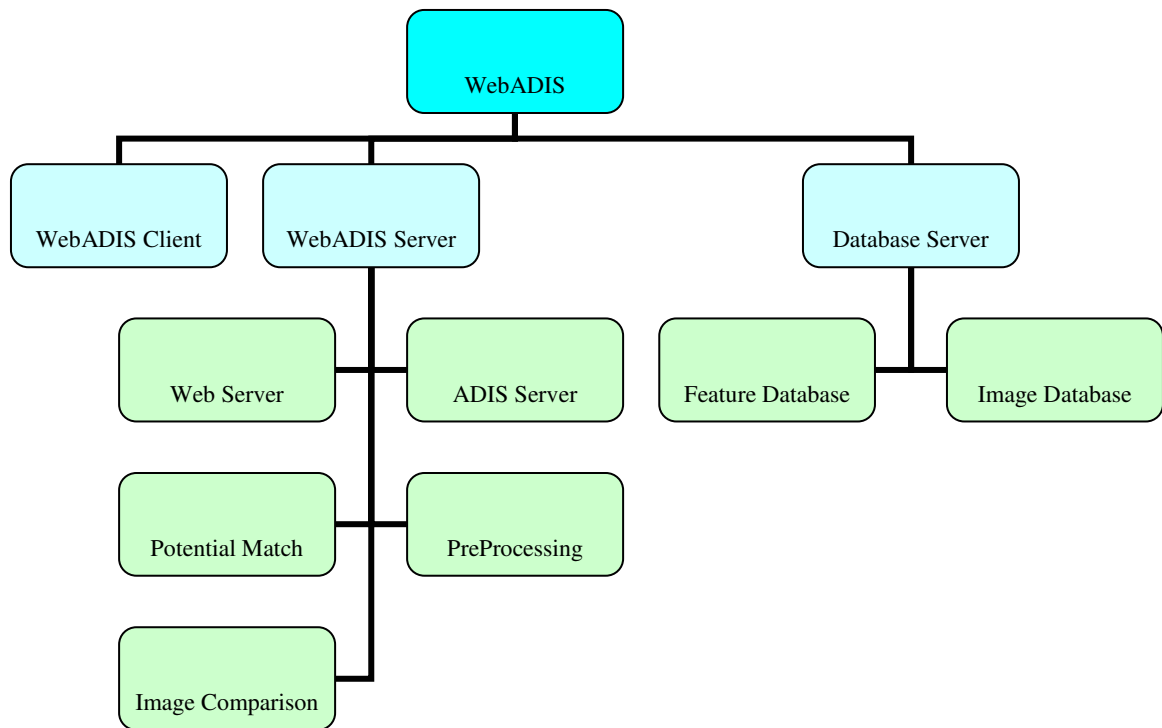 WebADIS
WebADIS Client
WebADIS Server
Database Server
Web Server
ADIS Server
Feature Database
Image Database
Potential Match
PreProcessing
Image Comparison